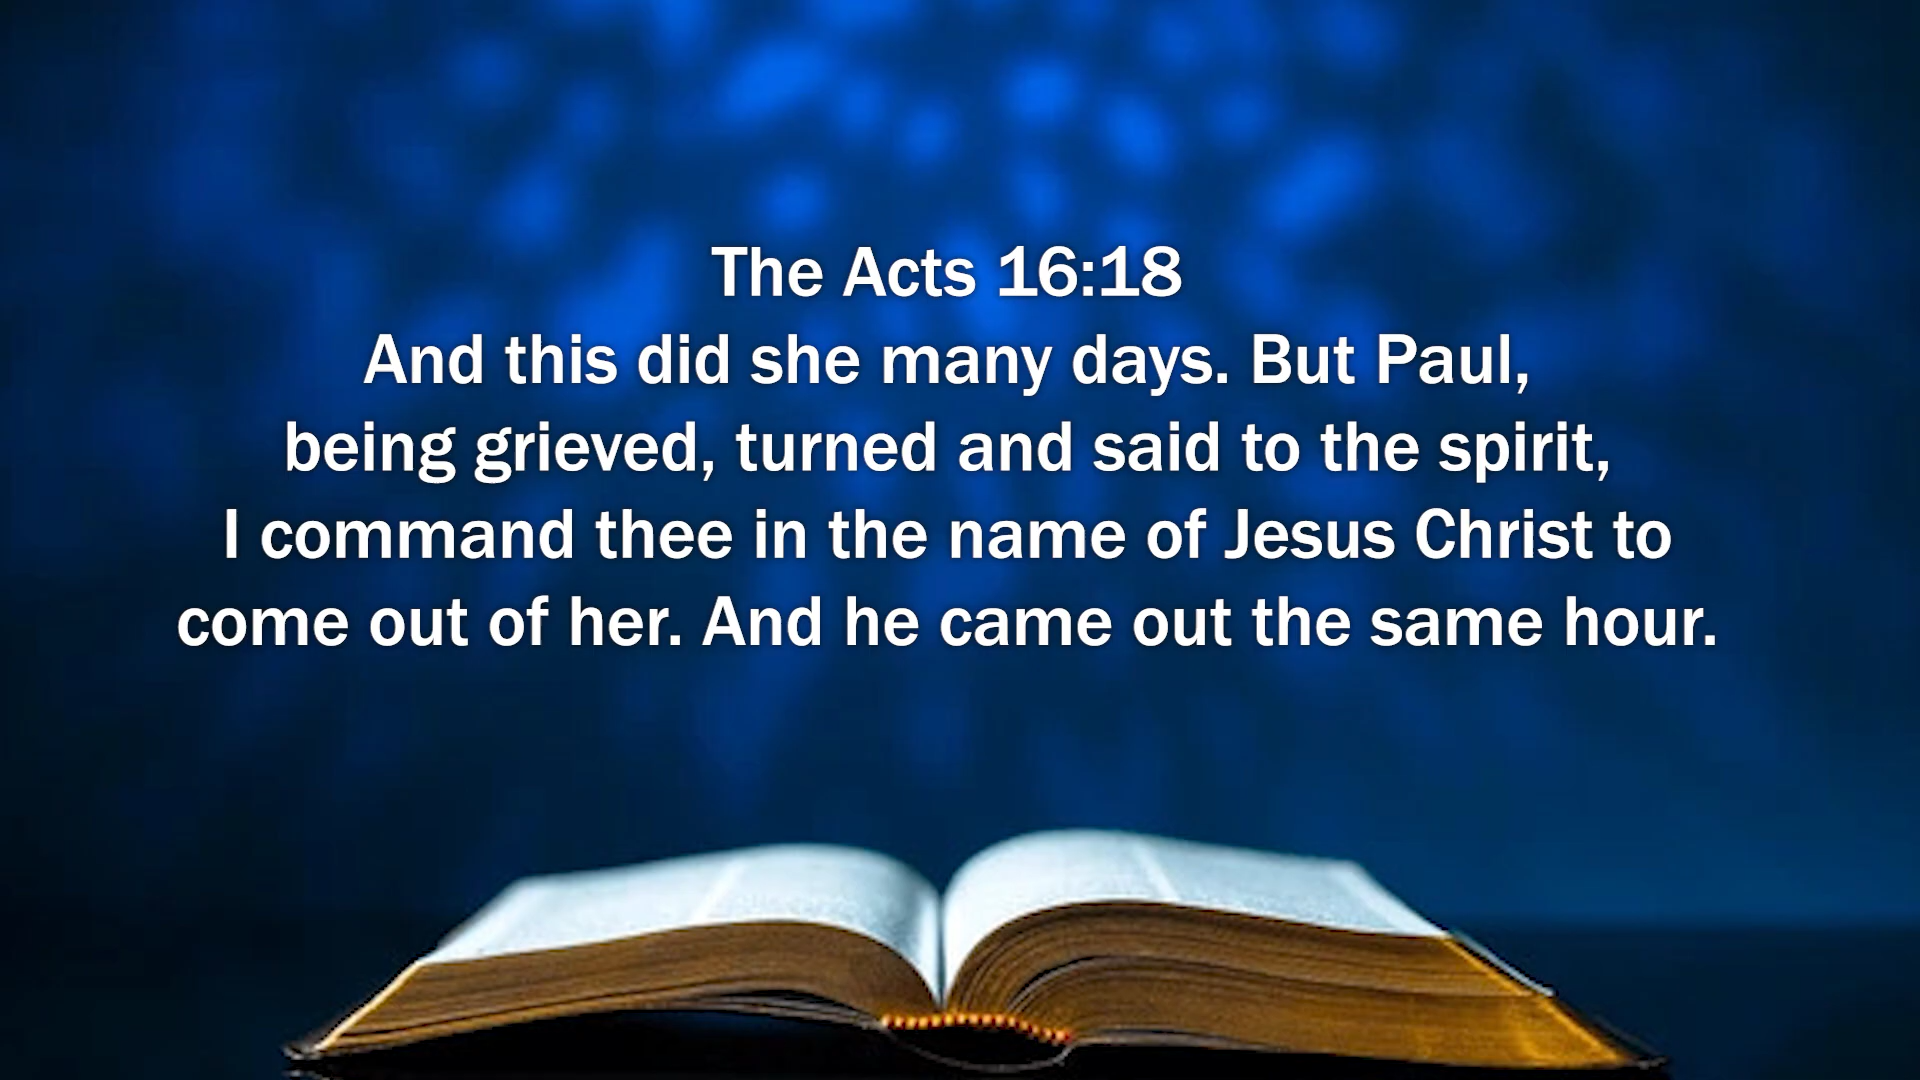 The Acts 16:18
And this did she many days. But Paul,
being grieved, turned and said to the spirit,
I command thee in the name of Jesus Christ to
come out of her. And he came out the same hour.